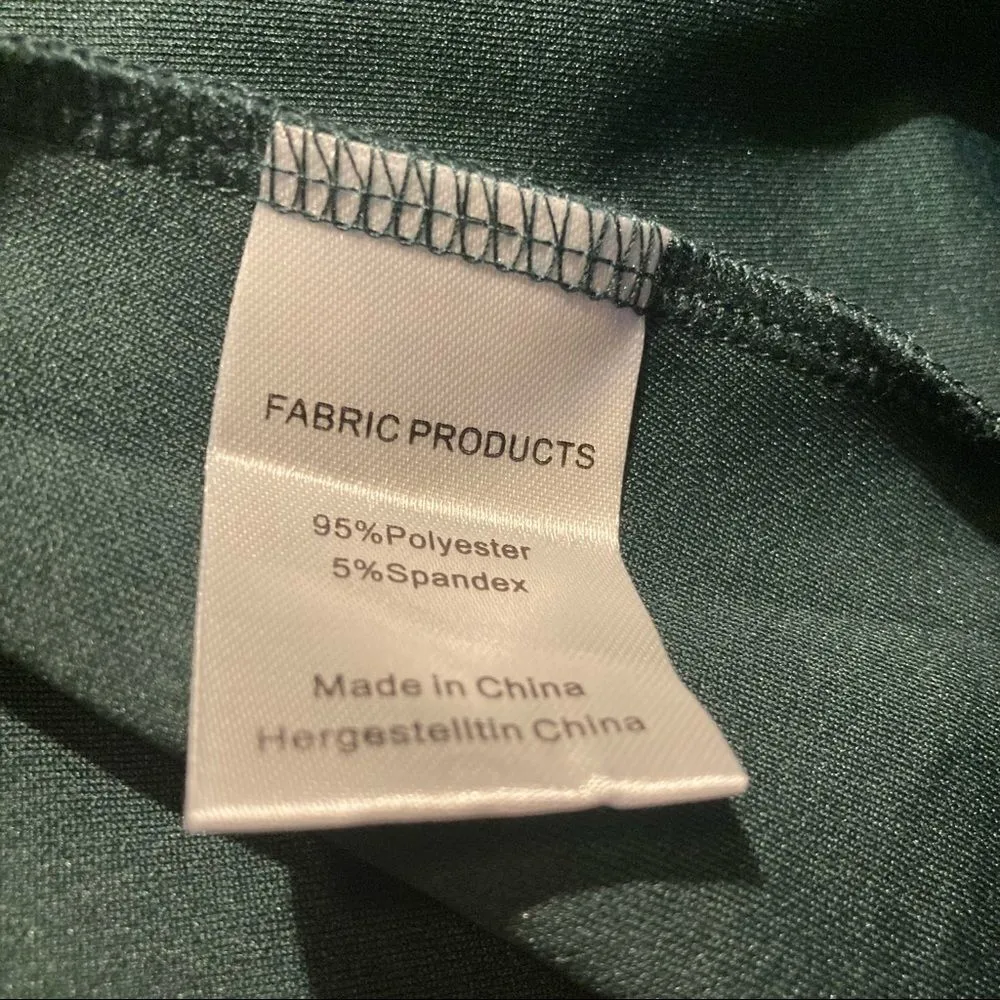 FABRIC PRODUCTS
95%Polyester
5%Spandex
Made in China
Hergestelltin China